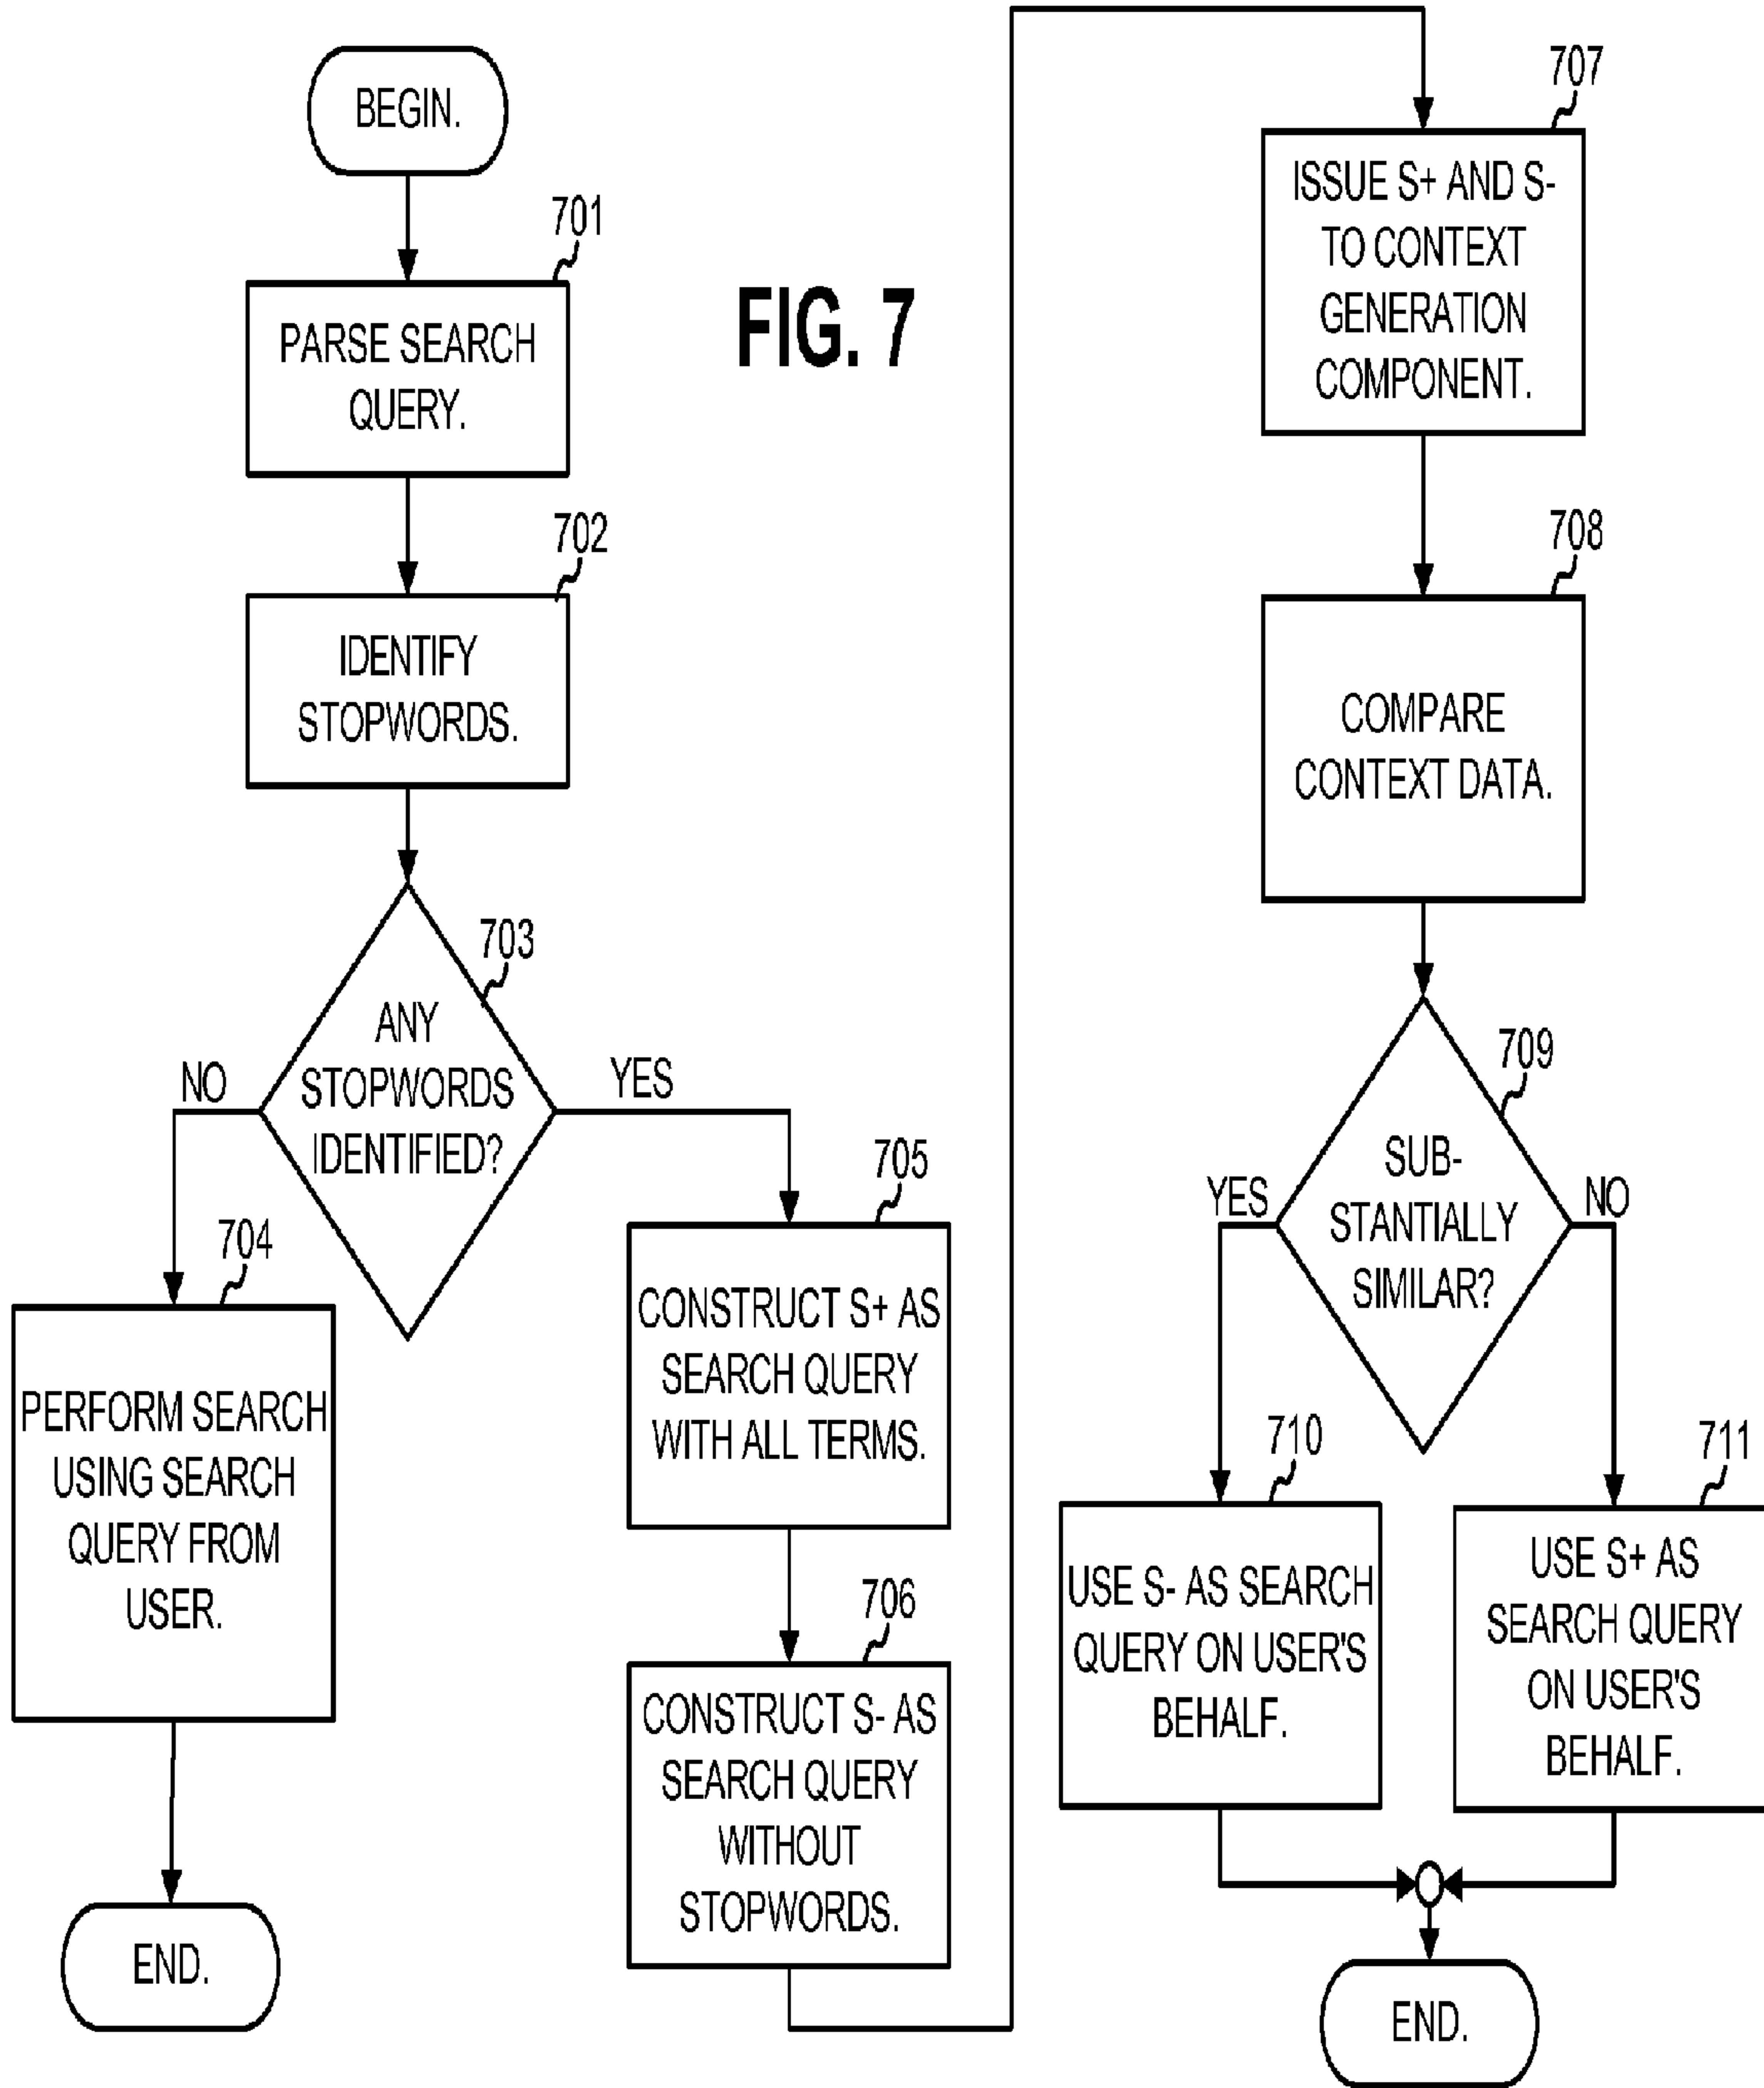 BEGIN.
701
PARSE SEARCH
QUERY.
702
IDENTIFY
STOPWORDS.
703
ANY
STOPWORDS
IDENTIFIED?
NO
YES
704
PERFORM SEARCH
USING SEARCH
QUERY FROM
USER.
END.
705
CONSTRUCT S+ AS
SEARCH QUERY
WITH ALL TERMS.
706
CONSTRUCT S- AS
SEARCH QUERY
WITHOUT
STOPWORDS.
FIG. 7
707
ISSUE S+ AND S-
TO CONTEXT
GENERATION
COMPONENT.
708
COMPARE
CONTEXT DATA.
709
SUB-
STANTIALLY
SIMILAR?
YES
NO
710
USE S- AS SEARCH
QUERY ON USER'S
BEHALF.
711
USE S+ AS
SEARCH QUERY
ON USER'S
BEHALF.
END.